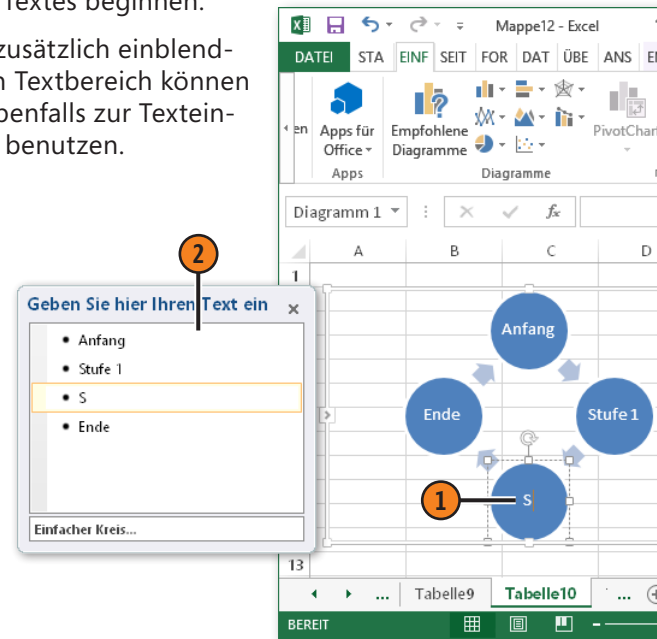 Textes beginnen.
zusätzlich einblend-
n Textbereich können
benfalls zur Textein-
benutzen.
Mappe12 - Excel
DATEI STA EINF SEIT FOR DAT ÜBE ANS
en Apps für Office Empfohlene Diagramme PivotChart
Apps Diagramme
Diagramm 1 fx
A B C D
1
2
Geben Sie hier Ihren Text ein
Anfang
Stufe 1
S
Ende
Einfacher Kreis...
Anfang
Ende Stufe 1
1 S
13
... Tabelle9 Tabelle10 ...
BEREIT